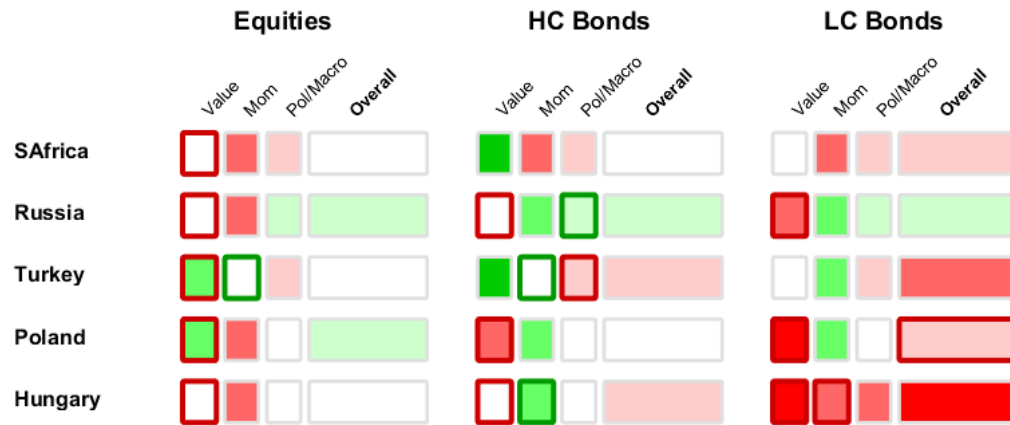 Equities HC Bonds LC Bonds
Value Mom Pol/Macro Overall Value Mom Pol/Macro Overall Value Mom Pol/Macro Overall
SAfrica
Russia
Turkey
Poland
Hungary